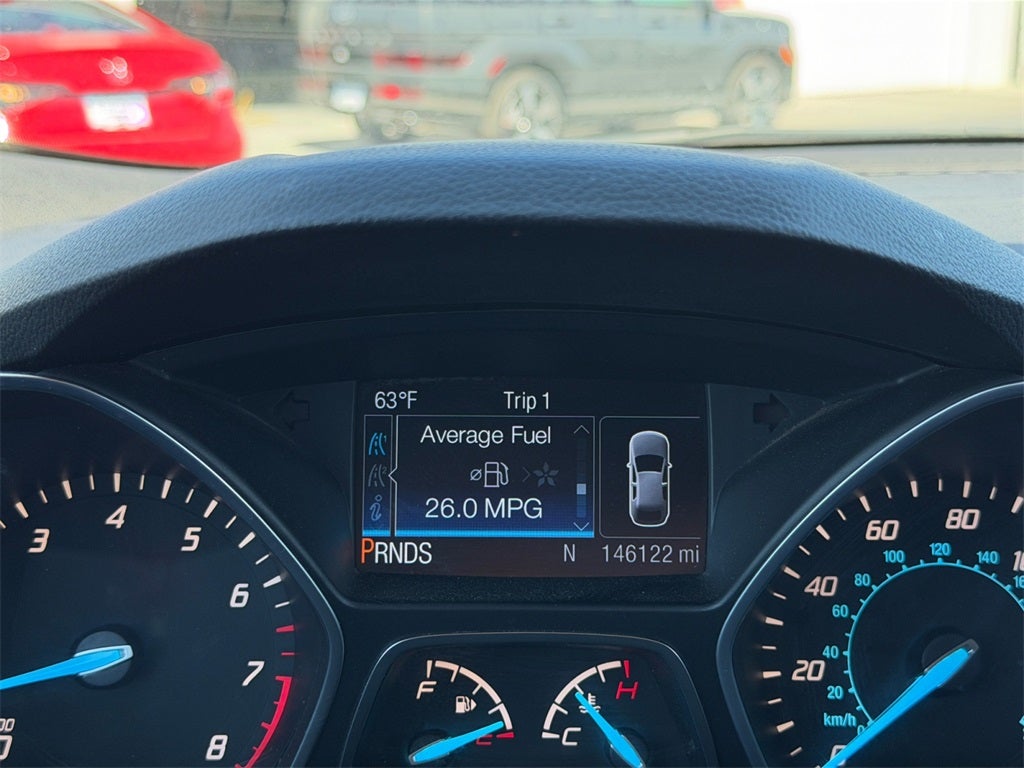 63°F Trip 1
Average Fuel
26.0 MPG
PRNDS N 146122 mi
3 4 5 6 7 8
F E
C H
20 40 60 80
20 40 60 80 100 120 140
km/h